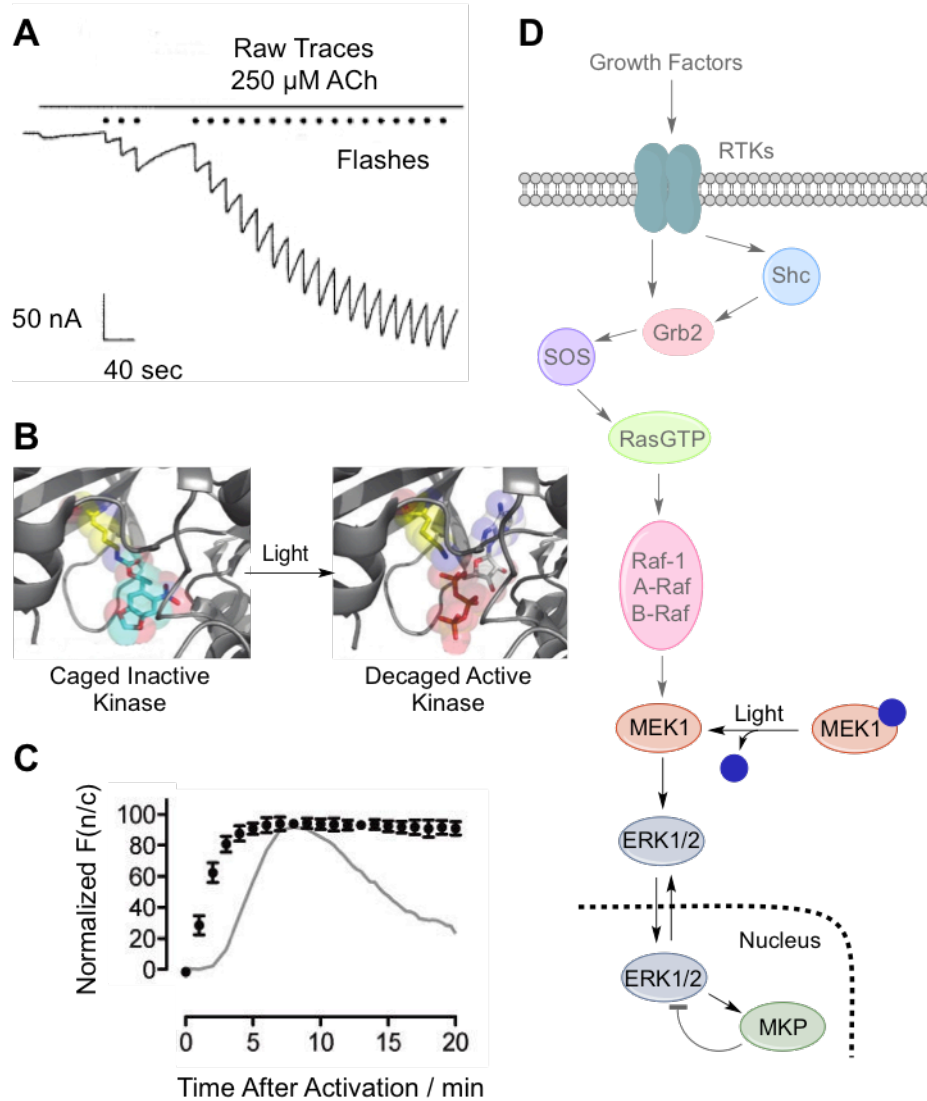 A
Raw Traces
250 µM ACh
Flashes
50 nA
40 sec
B
Light
Caged Inactive
Kinase
Decaged Active
Kinase
C
Normalized F(n/c)
100
80
60
40
20
0
0
5
10
15
20
Time After Activation / min
D
Growth Factors
RTKs
Shc
Grb2
SOS
RasGTP
Raf-1
A-Raf
B-Raf
MEK1
Light
MEK1
ERK1/2
Nucleus
ERK1/2
MKP